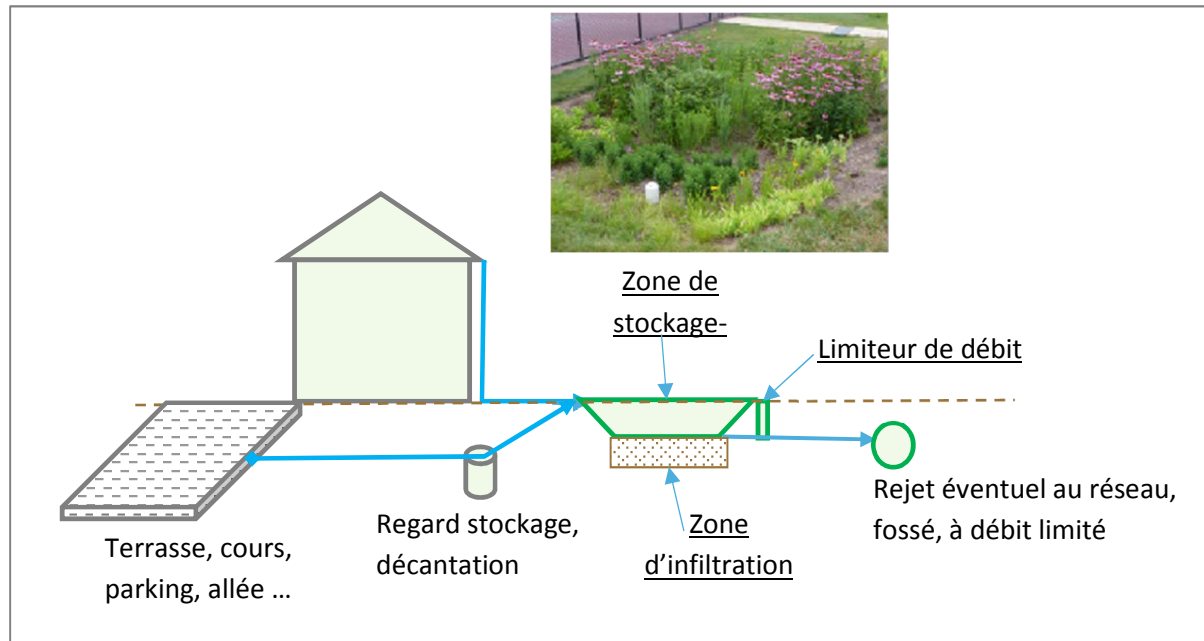 Zone de
stockage-
Limiteur de débit
Rejet éventuel au réseau,
fossé, à débit limité
Regard stockage,
décantation
Zone
d’infiltration
Terrasse, cours,
parking, allée ...